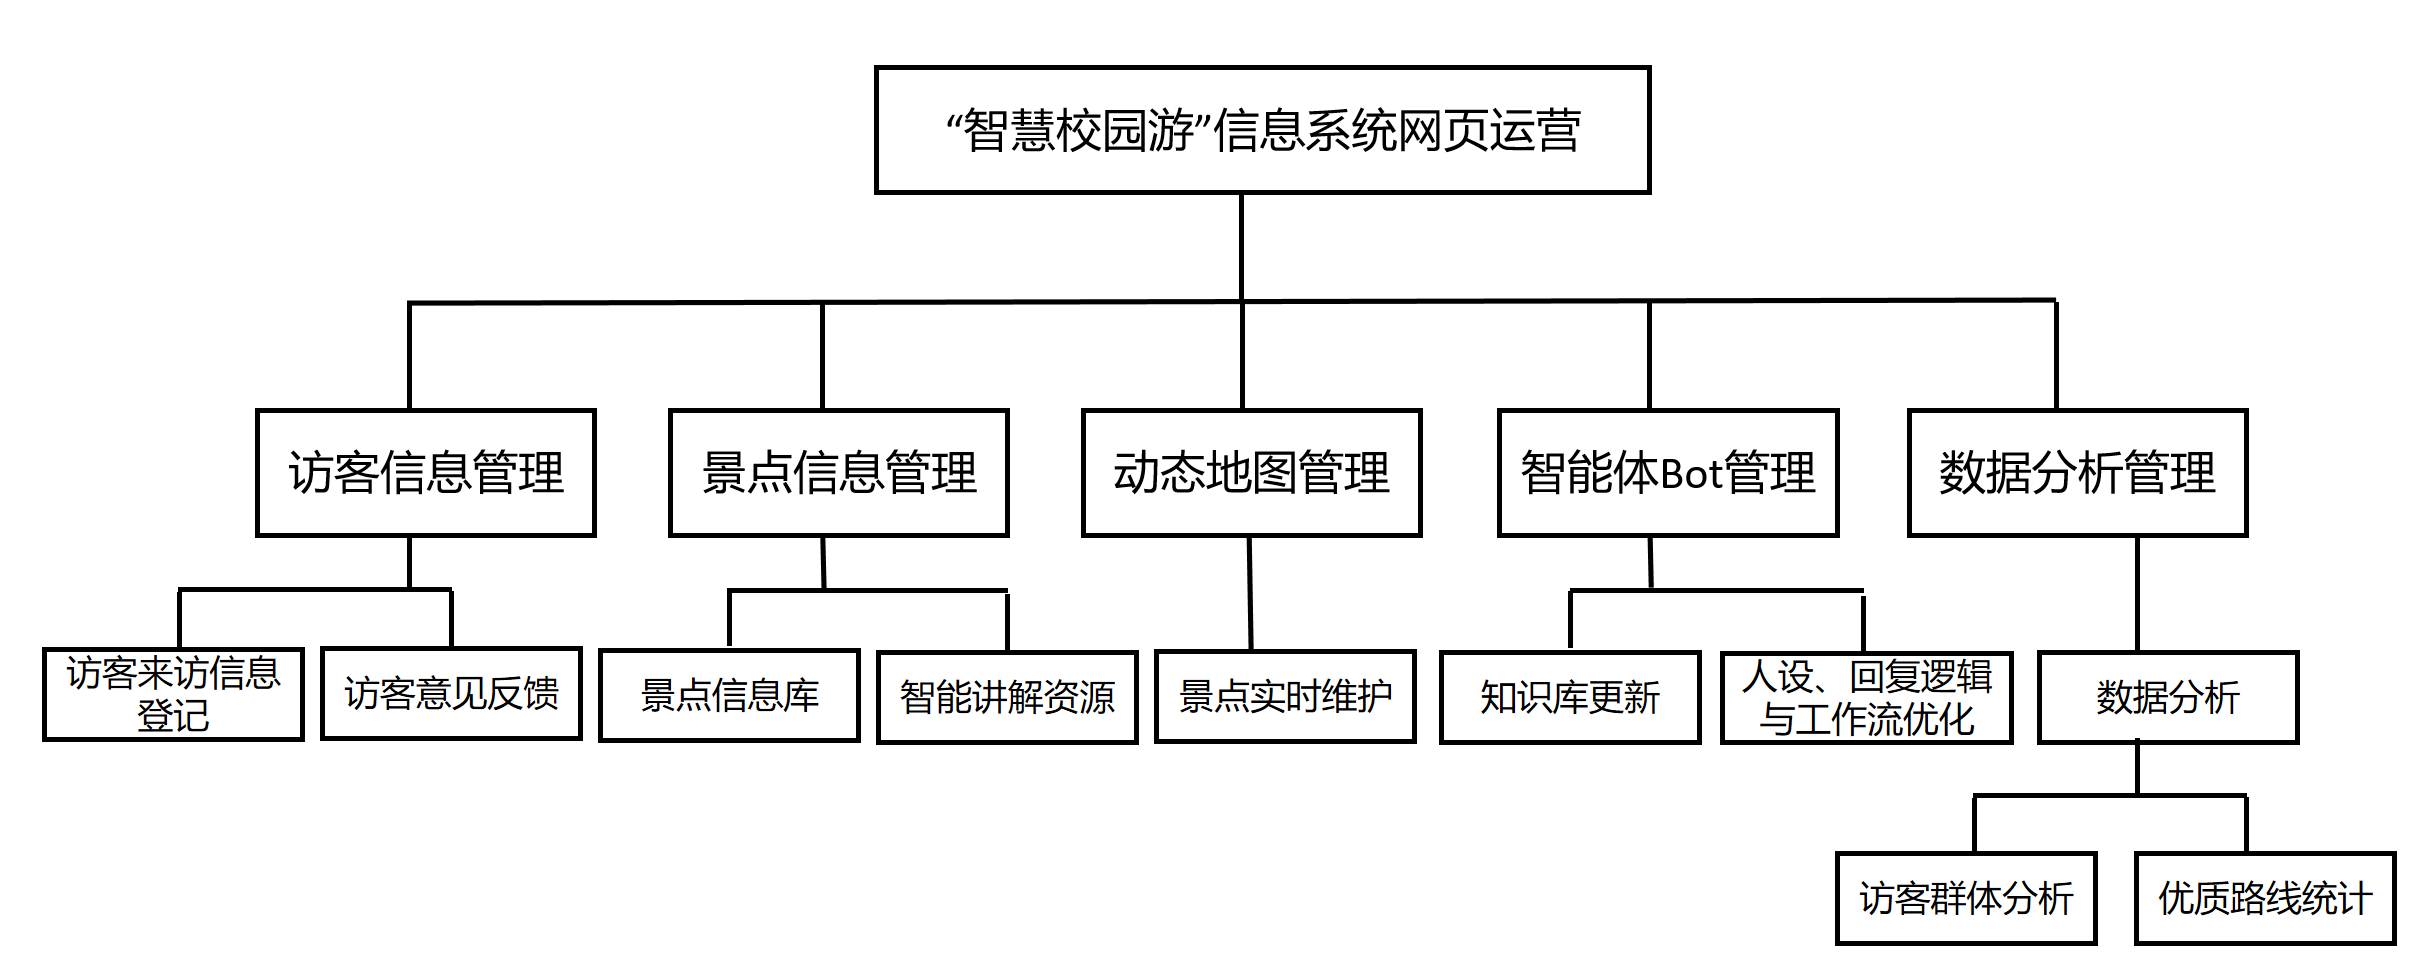 “智慧校园游”信息系统网页运营
访客信息管理
景点信息管理
动态地图管理
智能体Bot管理
数据分析管理
访客来访信息
登记
访客意见反馈
景点信息库
智能讲解资源
景点实时维护
知识库更新
人设、回复逻辑
与工作流优化
数据分析
访客群体分析
优质路线统计